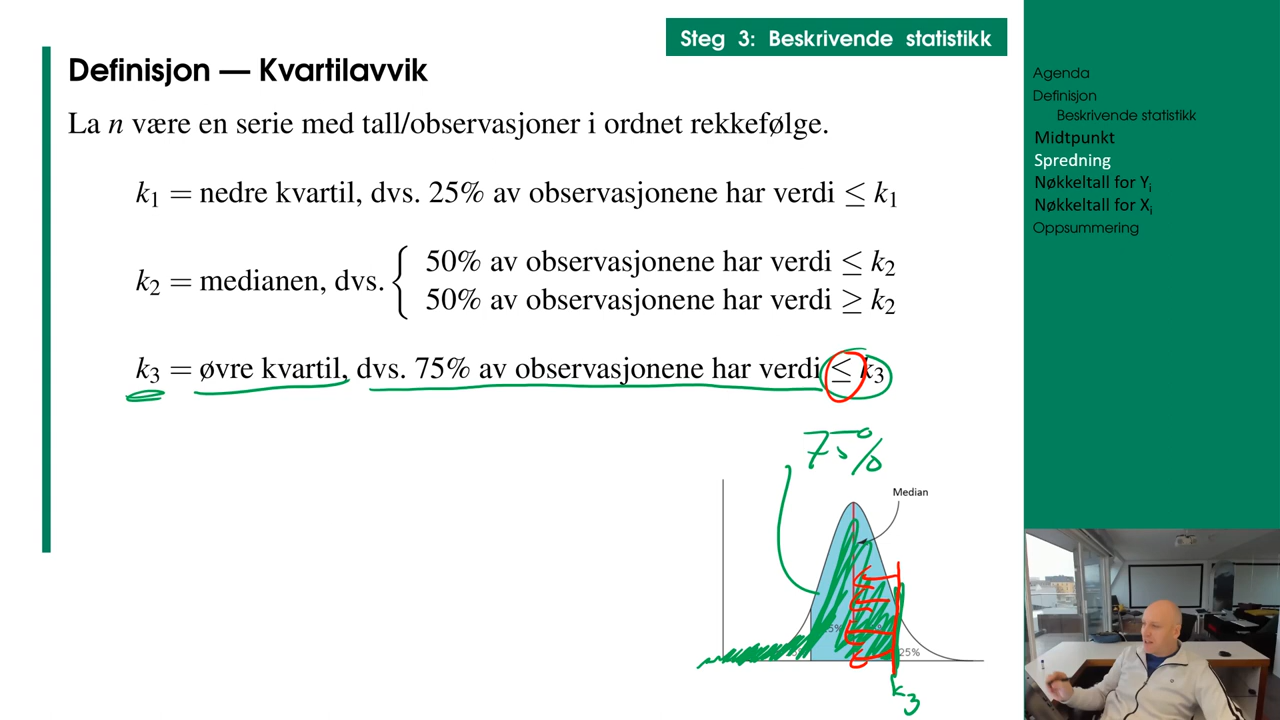 Steg 3: Beskrivende statistikk
Definisjon — Kvartilavvik
La n være en serie med tall/observasjoner i ordnet rekkefølge.
k₁ = nedre kvartil, dvs. 25% av observasjonene har verdi ≤ k₁
k₂ = medianen, dvs. { 50% av observasjonene har verdi ≤ k₂
50% av observasjonene har verdi ≥ k₂
k₃ = øvre kvartil, dvs. 75% av observasjonene har verdi ≤ k₃
75%
Median
25%
k₃
Agenda
Definisjon
Beskrivende statistikk
Midtpunkt
Spredning
Nøkkeltall for Yᵢ
Nøkkeltall for Xᵢ
Oppsummering